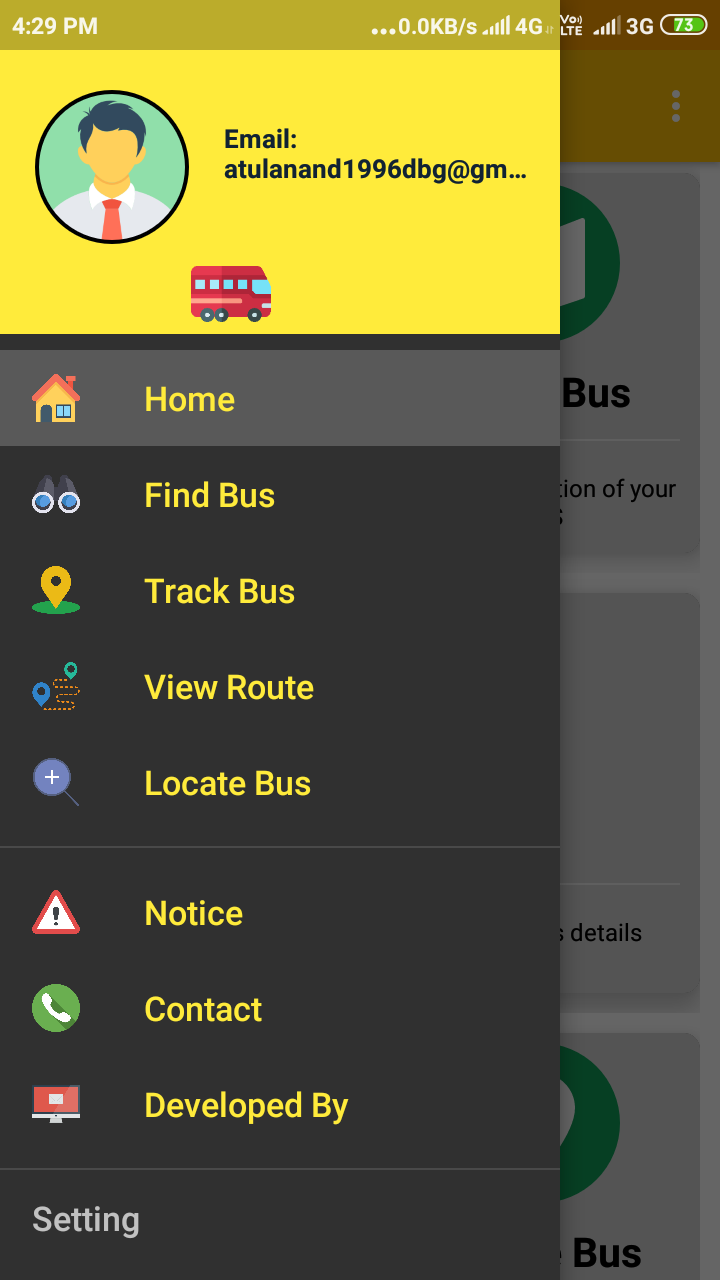 4:29 PM
...0.0KB/s 4G Vo) LTE 3G 73
Email:
atulanand1996dbg@gm...
Home
Find Bus
Track Bus
View Route
Locate Bus
Notice
Contact
Developed By
Setting
Bus
tion of your
details
Bus